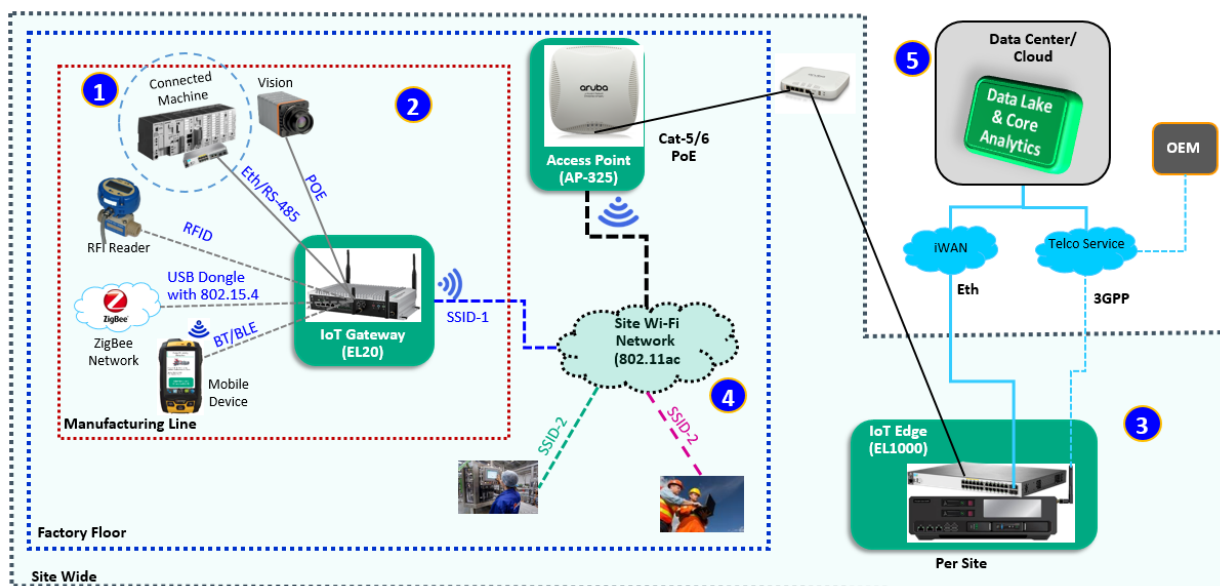 1
Connected
Machine
Vision
2
RFI Reader
RFID
Eth/RS-485
POE
USB Dongle
with 802.15.4
Z
ZigBee
ZigBee
Network
BT/BLE
Mobile
Device
IoT Gateway
(EL20)
SSID-1
Manufacturing Line
aruba
Access Point
(AP-325)
Cat-5/6
PoE
Site Wi-Fi
Network
(802.11ac
4
SSID-2
SSID-2
Factory Floor
Site Wide
5
Data Center/
Cloud
Data Lake
& Core
Analytics
OEM
iWAN
Telco Service
Eth
3GPP
3
IoT Edge
(EL1000)
Per Site